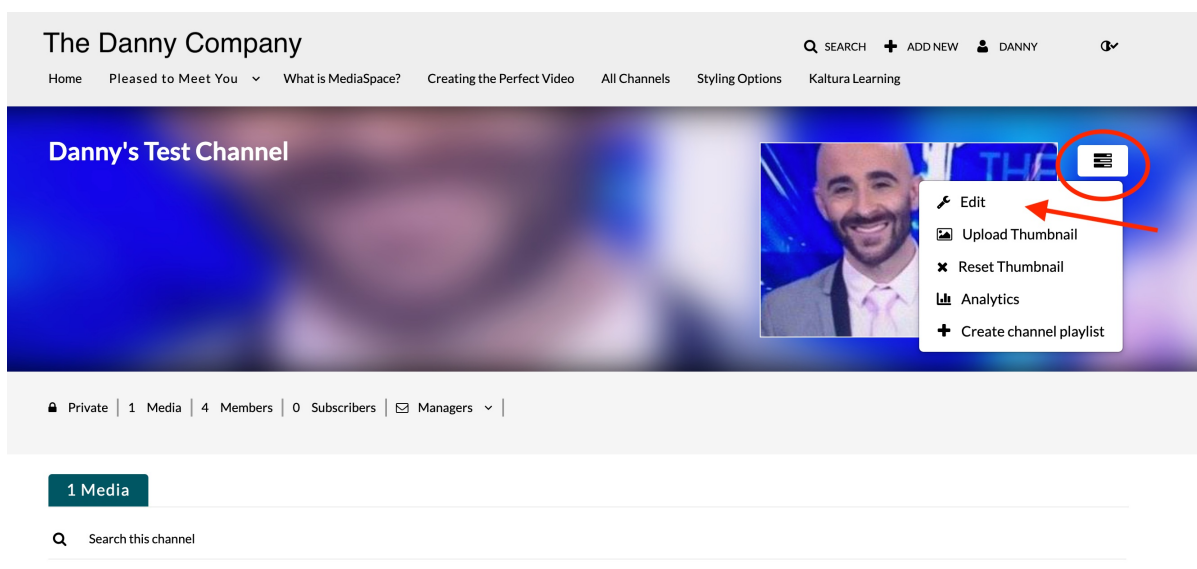 The Danny Company
SEARCH ADD NEW DANNY
Home Pleased to Meet You What is MediaSpace? Creating the Perfect Video All Channels Styling Options Kaltura Learning
Danny's Test Channel
THE
Edit
Upload Thumbnail
Reset Thumbnail
Analytics
Create channel playlist
Private | 1 Media | 4 Members | 0 Subscribers | Managers |
1 Media
Search this channel